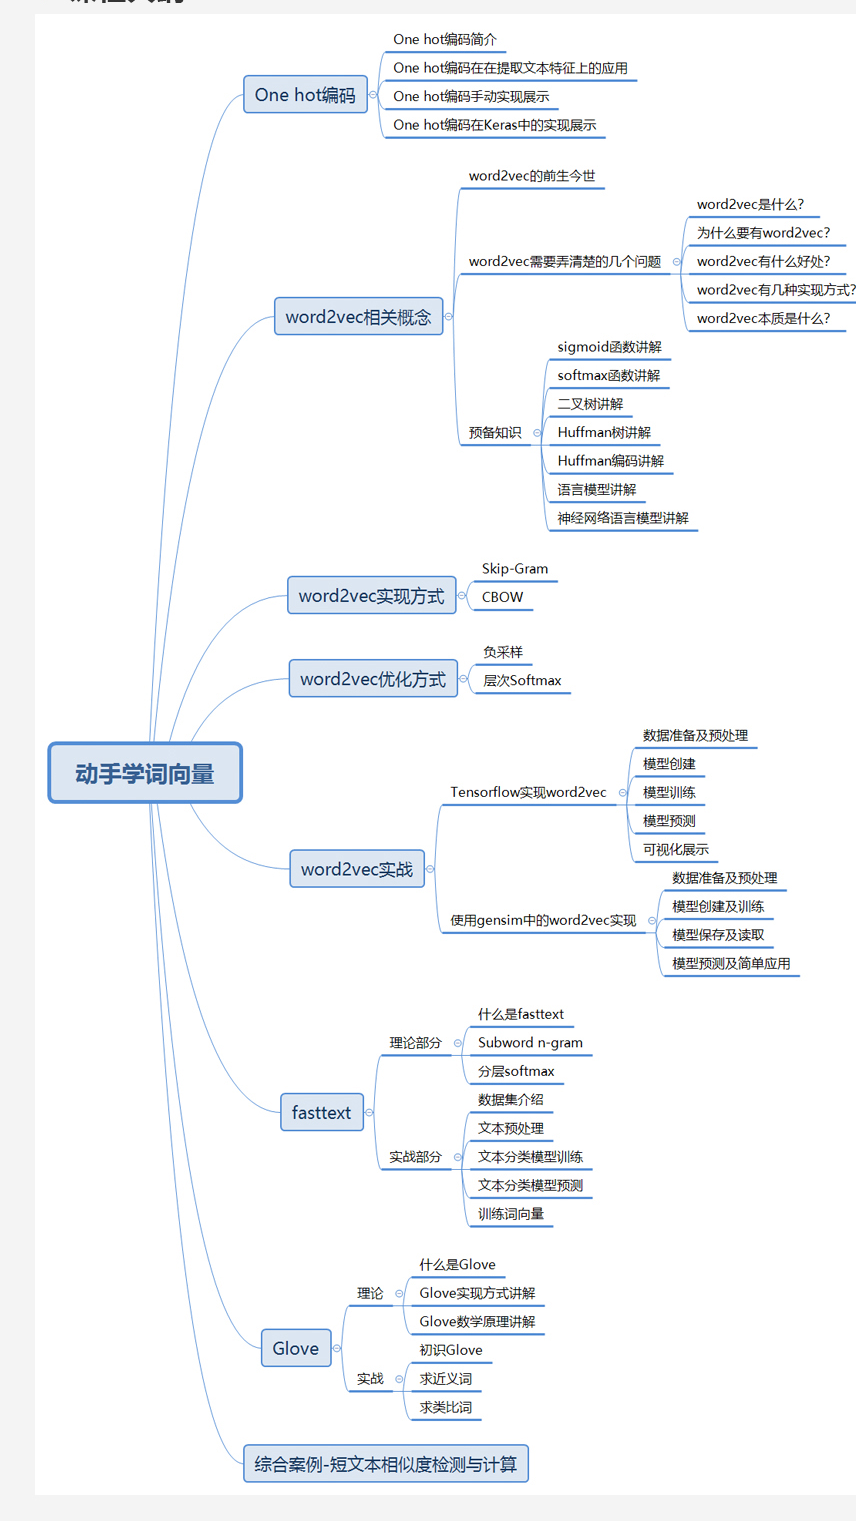 One hot编码简介
One hot编码在在提取文本特征上的应用
One hot编码
One hot编码手动实现展示
One hot编码在Keras中的实现展示
word2vec的前生今世
word2vec是什么?
为什么要有word2vec?
word2vec需要弄清楚的几个问题
word2vec有什么好处?
word2vec有几种实现方式?
word2vec本质是什么?
word2vec相关概念
sigmoid函数讲解
softmax函数讲解
二叉树讲解
预备知识
Huffman树讲解
Huffman编码讲解
语言模型讲解
神经网络语言模型讲解
Skip-Gram
word2vec实现方式
CBOW
负采样
word2vec优化方式
层次Softmax
动手学词向量
数据准备及预处理
模型创建
Tensorflow实现word2vec
模型训练
模型预测
可视化展示
word2vec实战
数据准备及预处理
模型创建及训练
使用gensim中的word2vec实现
模型保存及读取
模型预测及简单应用
什么是fasttext
理论部分
Subword n-gram
分层softmax
fasttext
数据集介绍
文本预处理
实战部分
文本分类模型训练
文本分类模型预测
训练词向量
什么是Glove
理论
Glove实现方式讲解
Glove数学原理讲解
Glove
初识Glove
实战
求近义词
求类比词
综合案例-短文本相似度检测与计算